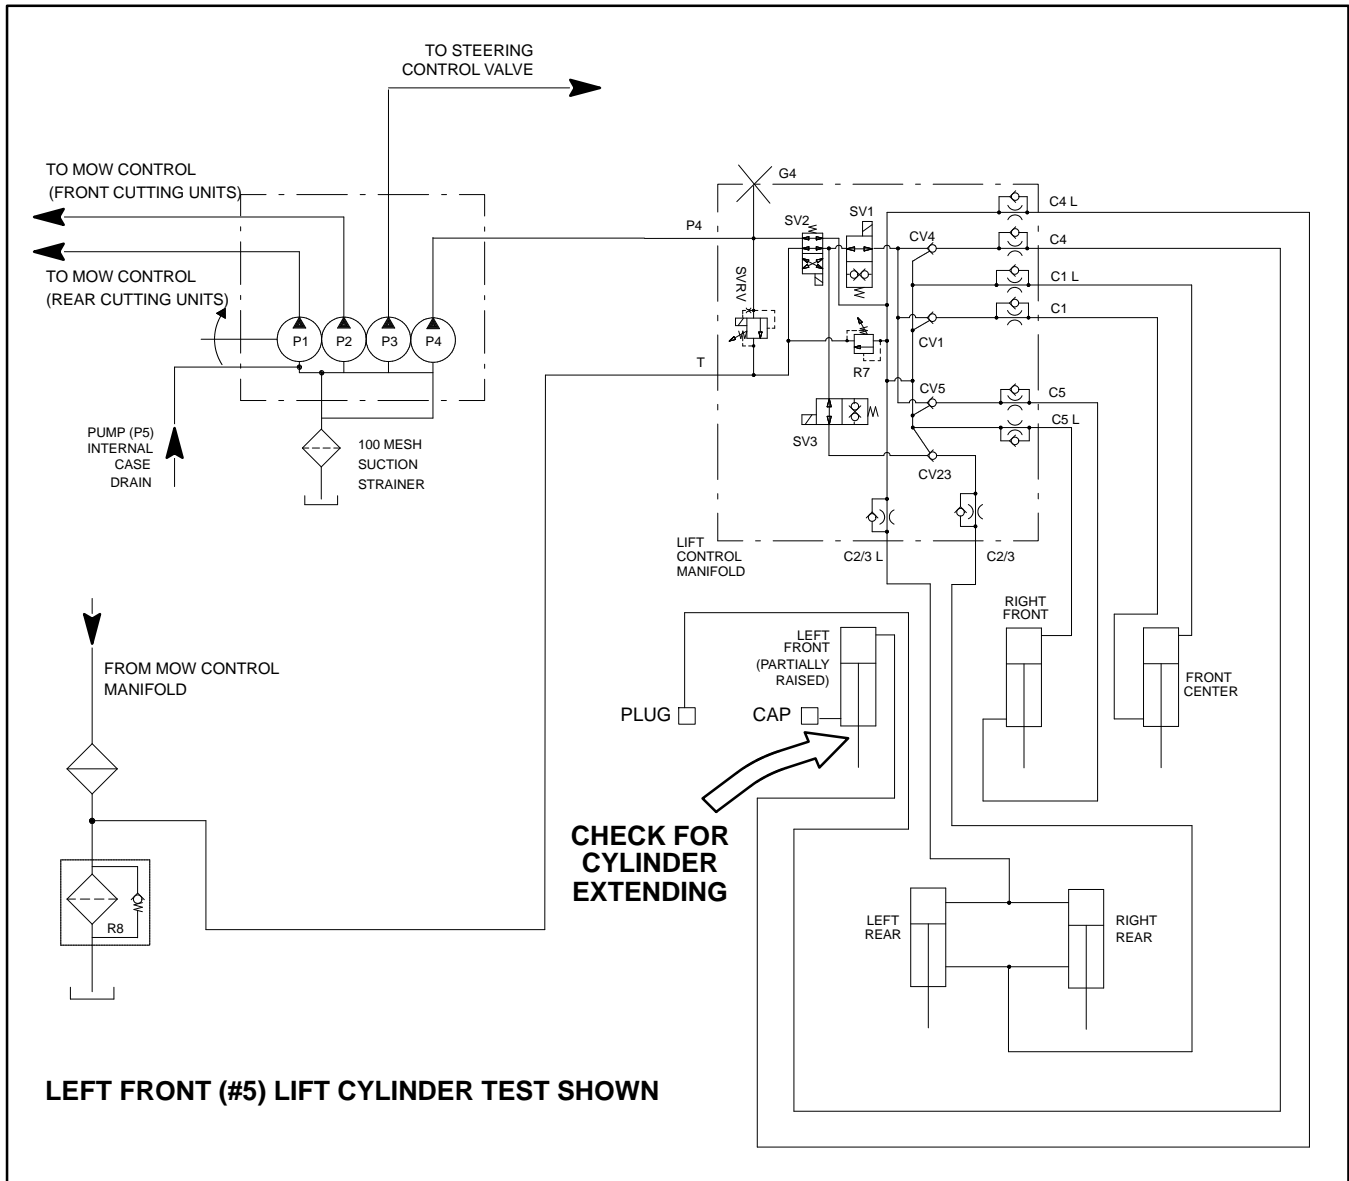 TO STEERING
CONTROL VALVE
TO MOW CONTROL
(FRONT CUTTING UNITS)
TO MOW CONTROL
(REAR CUTTING UNITS)
P1
P2
P3
P4
PUMP (P5)
INTERNAL
CASE
DRAIN
100 MESH
SUCTION
STRAINER
G4
P4
SV2
SV1
SVRV
T
R7
SV3
CV4
CV1
CV5
CV23
C4 L
C4
C1 L
C1
C5
C5 L
LIFT
CONTROL
MANIFOLD
C2/3 L
C2/3
FROM MOW CONTROL
MANIFOLD
R8
PLUG
CAP
LEFT
FRONT
(PARTIALLY
RAISED)
RIGHT
FRONT
FRONT
CENTER
CHECK FOR
CYLINDER
EXTENDING
LEFT
REAR
RIGHT
REAR
LEFT FRONT (#5) LIFT CYLINDER TEST SHOWN